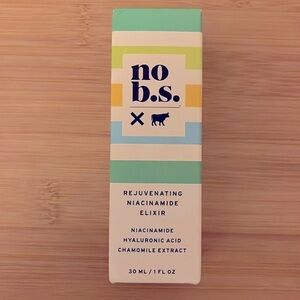 no
b.s.
REJUVENATING
NIACINAMIDE
ELIXIR
NIACINAMIDE
HYALURONIC ACID
CHAMOMILE EXTRACT
30 ML / 1 FL OZ